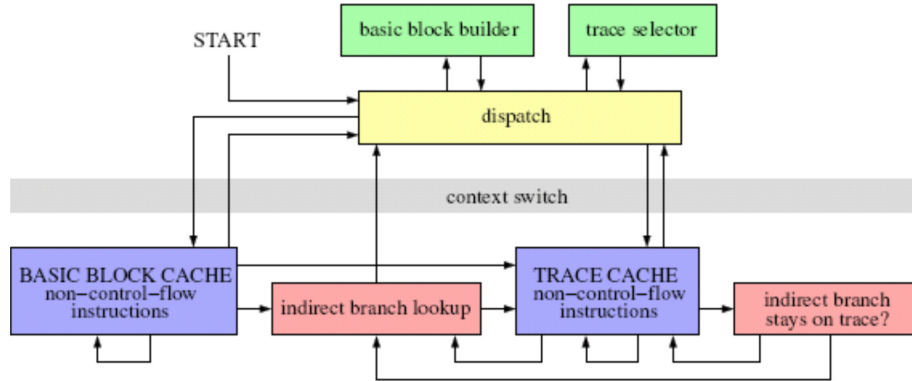 basic block builder
trace selector
START
dispatch
context switch
BASIC BLOCK CACHE
non−control−flow
instructions
TRACE CACHE
non−control−flow
instructions
indirect branch lookup
indirect branch
stays on trace?